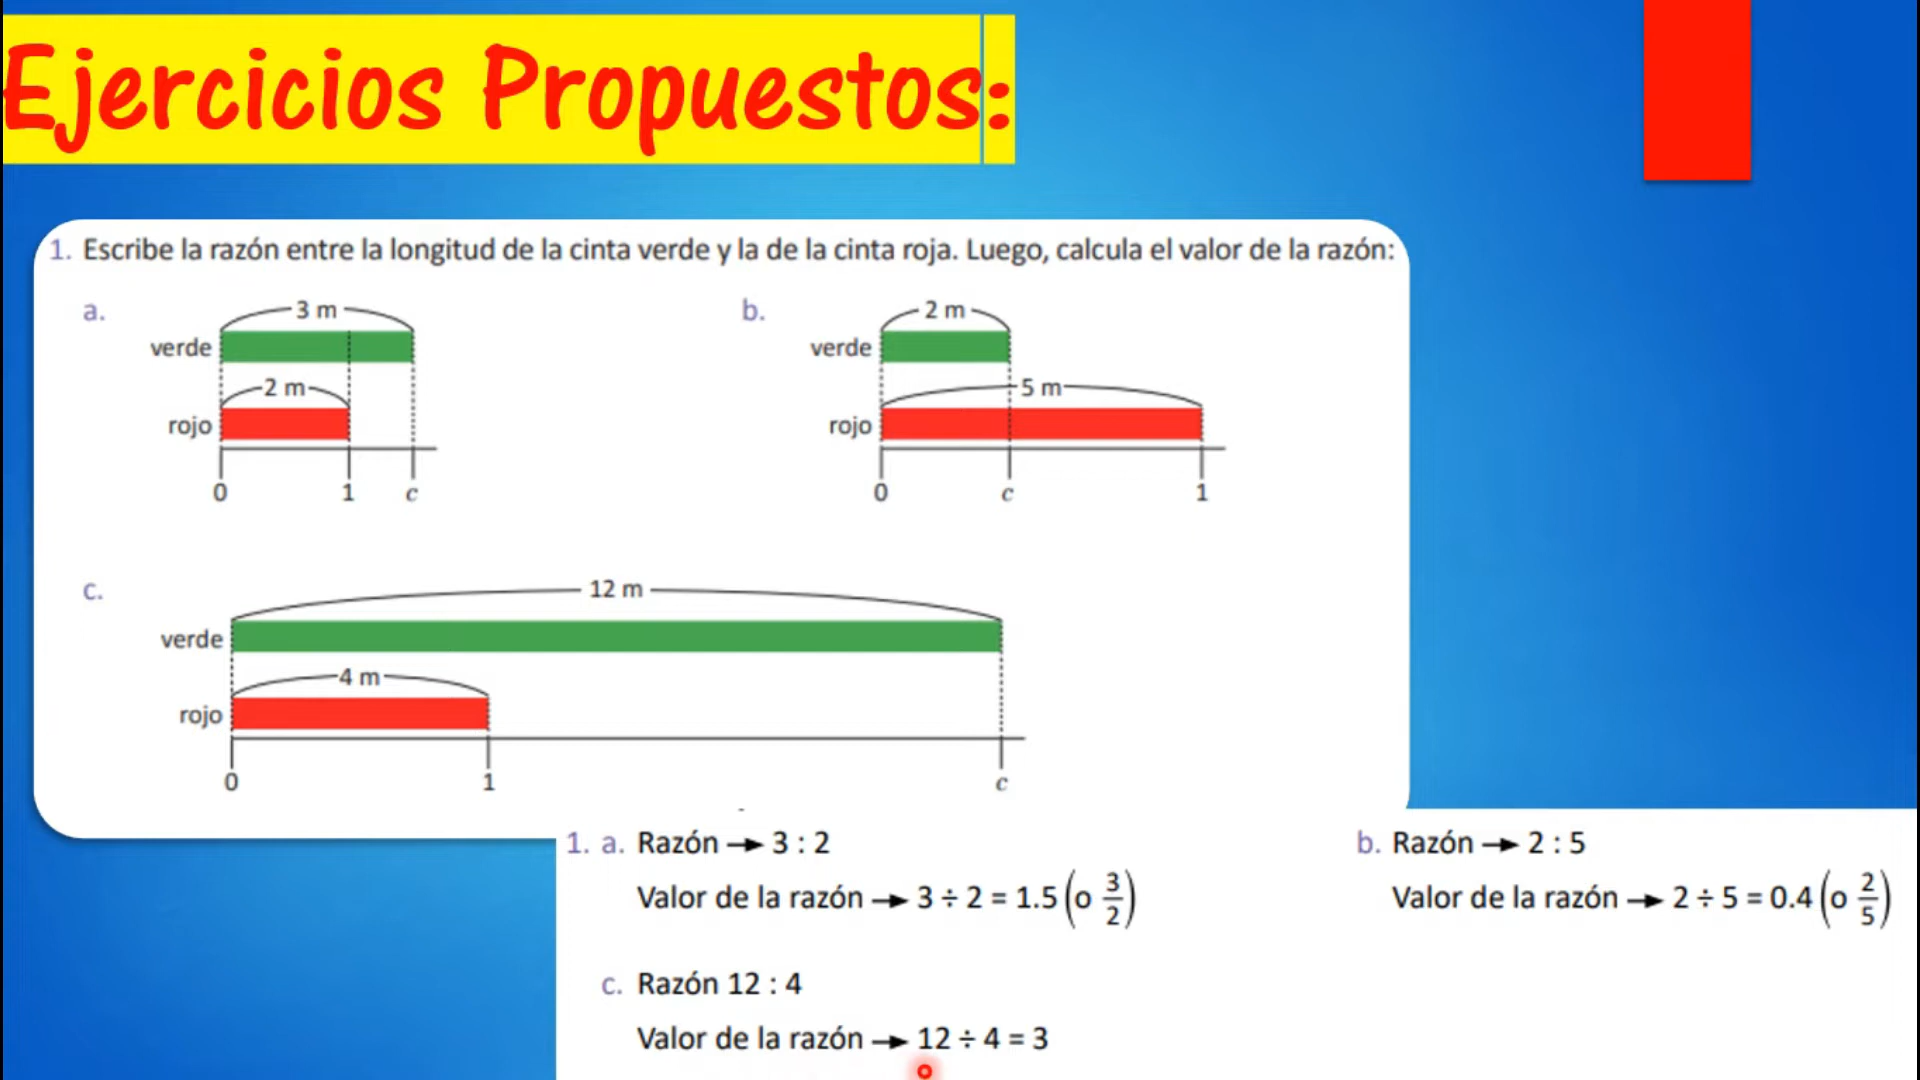 Ejercicios Propuestos:
1. Escribe la razón entre la longitud de la cinta verde y la de la cinta roja. Luego, calcula el valor de la razón:
a.
3 m
verde
2 m
rojo
0 1 c
b.
2 m
verde
5 m
rojo
0 c 1
c.
12 m
verde
4 m
rojo
0 1 c
1. a. Razón → 3 : 2
Valor de la razón → 3 ÷ 2 = 1.5 (o 3/2)
b. Razón → 2 : 5
Valor de la razón → 2 ÷ 5 = 0.4 (o 2/5)
c. Razón 12 : 4
Valor de la razón → 12 ÷ 4 = 3